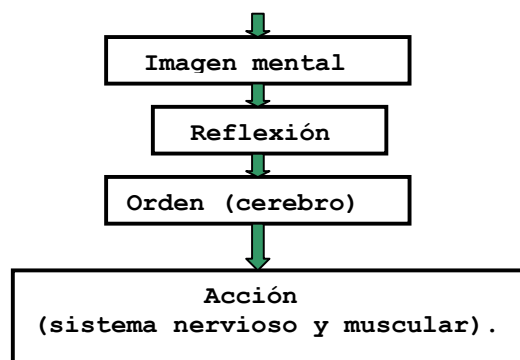 Imagen mental
Reflexión
Orden (cerebro)
Acción
(sistema nervioso y muscular).